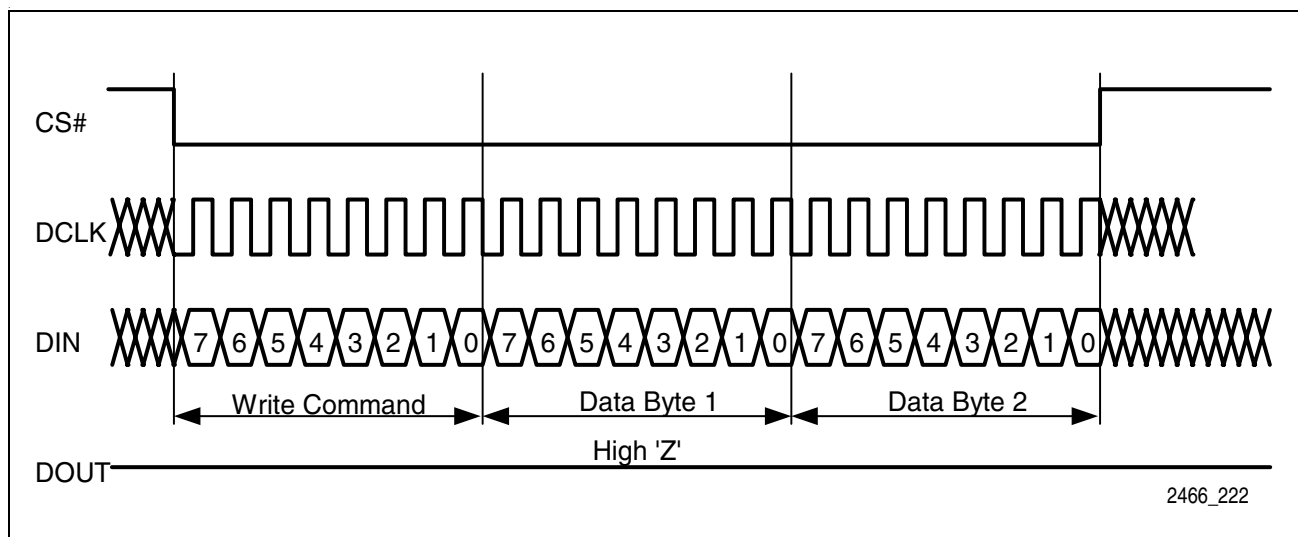 CS#
DCLK
DIN 7 6 5 4 3 2 1 0 7 6 5 4 3 2 1 0 7 6 5 4 3 2 1 0
Write Command Data Byte 1 Data Byte 2
High 'Z'
DOUT
2466_222